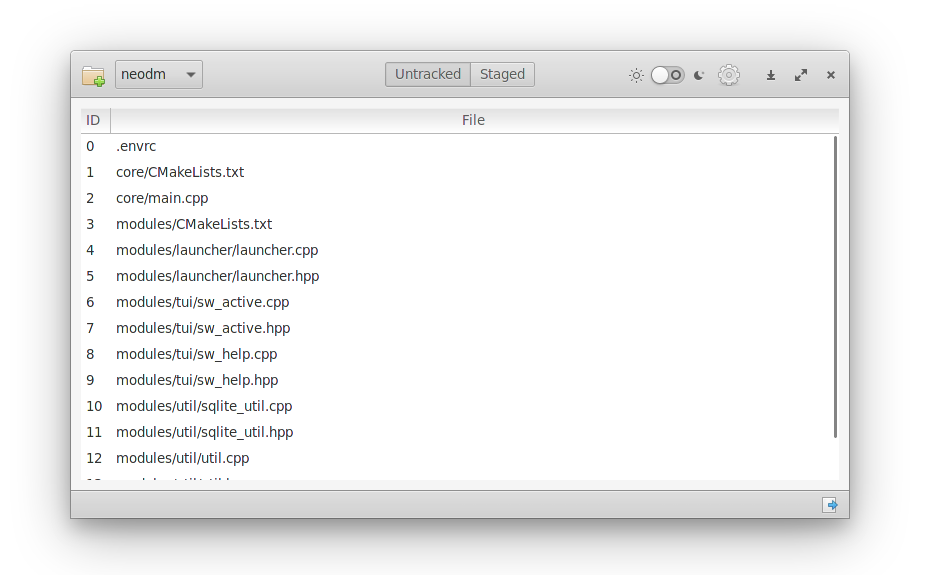 neodm Untracked Staged
ID File
0 .envrc
1 core/CMakeLists.txt
2 core/main.cpp
3 modules/CMakeLists.txt
4 modules/launcher/launcher.cpp
5 modules/launcher/launcher.hpp
6 modules/tui/sw_active.cpp
7 modules/tui/sw_active.hpp
8 modules/tui/sw_help.cpp
9 modules/tui/sw_help.hpp
10 modules/util/sqlite_util.cpp
11 modules/util/sqlite_util.hpp
12 modules/util/util.cpp